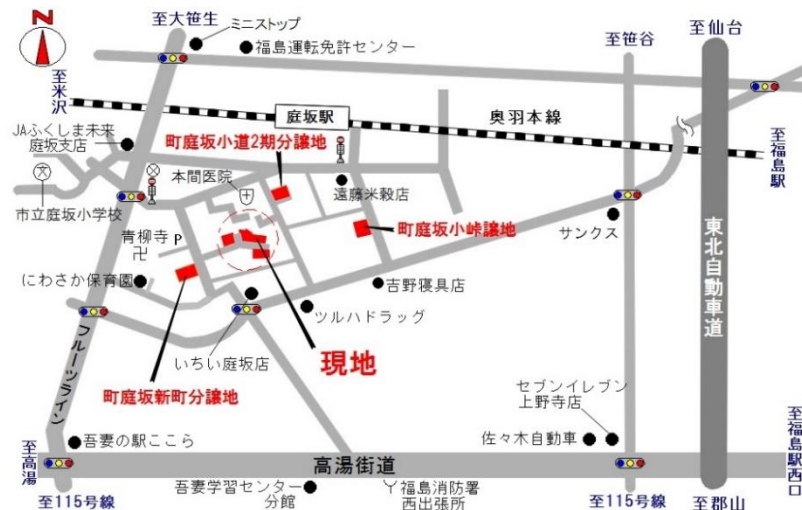 至大笹生
ミニストップ
福島運転免許センター
至笹谷
至仙台
N
至米沢
庭坂駅
奥羽本線
JAふくしま未来
庭坂支店
町庭坂小道2期分譲地
至福島駅
文
本間医院
遠藤米穀店
市立庭坂小学校
サンクス
青柳寺
P
卍
町庭坂小峠譲地
東北自動車道
にわさか保育園
吉野寝具店
ツルハドラッグ
フルーツライン
いちい庭坂店
現地
町庭坂新町分譲地
セブンイレブン
上野寺店
吾妻の駅ここら
佐々木自動車
至高湯
高湯街道
至福島駅西口
至115号線
吾妻学習センター
分館
福島消防署
西出張所
至115号線
至郡山